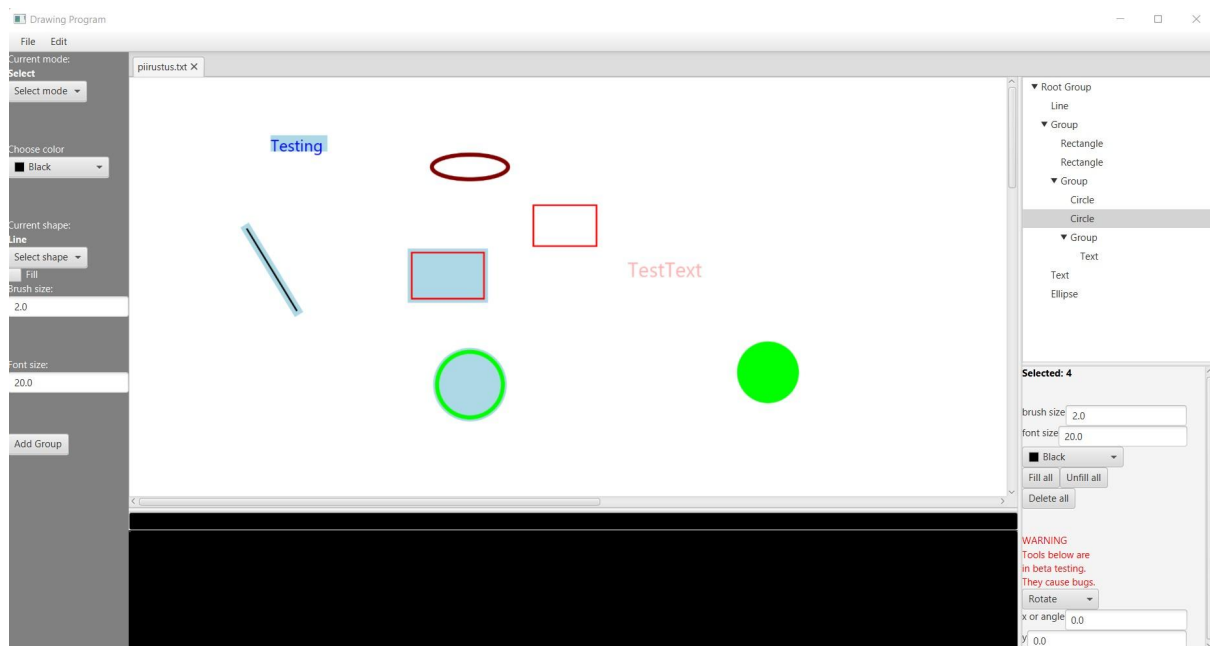 Drawing Program
File Edit
Current mode:
Select
Select mode
Choose color
Black
Current shape:
Line
Select shape
Fill
Brush size:
2.0
Font size:
20.0
Add Group
piirustus.txt
Testing
TestText
Root Group
Line
Group
Rectangle
Rectangle
Group
Circle
Circle
Group
Text
Text
Ellipse
Selected: 4
brush size 2.0
font size 20.0
Black
Fill all Unfill all
Delete all
WARNING
Tools below are
in beta testing.
They cause bugs.
Rotate
x or angle 0.0
y 0.0